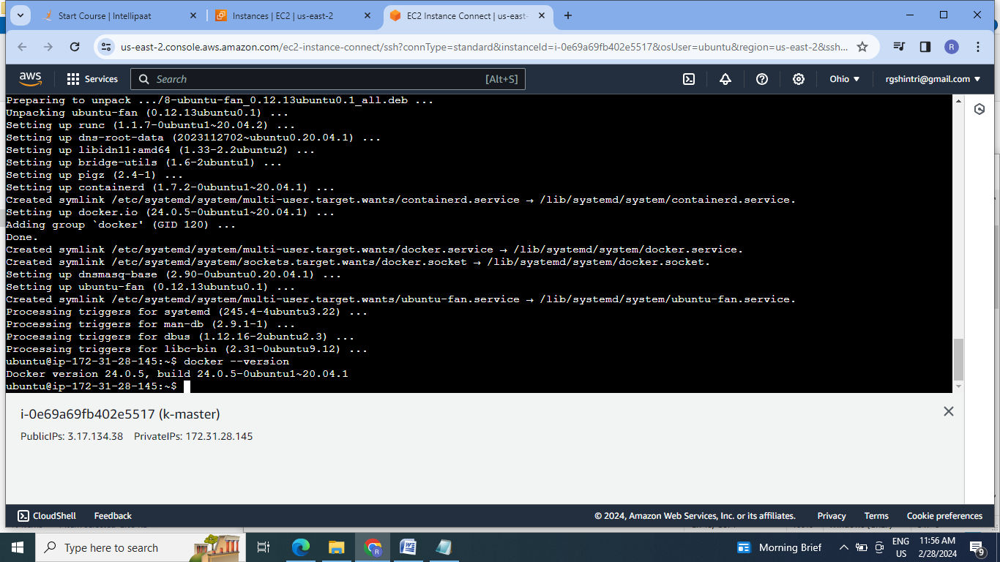 Start Course | Intellipaat
Instances | EC2 | us-east-2
EC2 Instance Connect | us-east-
us-east-2.console.aws.amazon.com/ec2-instance-connect/ssh?connType=standard&instanceId=i-0e69a69fb402e5517&osUser=ubuntu&region=us-east-2&ssh...
R
aws
Services
Search
[Alt+S]
Ohio
rgshintri@gmail.com
Preparing to unpack .../8-ubuntu-fan_0.12.13ubuntu0.1_all.deb ...
Unpacking ubuntu-fan (0.12.13ubuntu0.1) ...
Setting up runc (1.1.7-0ubuntu1~20.04.2) ...
Setting up dns-root-data (2023112702~ubuntu0.20.04.1) ...
Setting up libidn11:amd64 (1.33-2.2ubuntu2) ...
Setting up bridge-utils (1.6-2ubuntu1) ...
Setting up pigz (2.4-1) ...
Setting up containerd (1.7.2-0ubuntu1~20.04.1) ...
Created symlink /etc/systemd/system/multi-user.target.wants/containerd.service → /lib/systemd/system/containerd.service.
Setting up docker.io (24.0.5-0ubuntu1~20.04.1) ...
Adding group `docker' (GID 120) ...
Done.
Created symlink /etc/systemd/system/multi-user.target.wants/docker.service → /lib/systemd/system/docker.service.
Created symlink /etc/systemd/system/sockets.target.wants/docker.socket → /lib/systemd/system/docker.socket.
Setting up dnsmasq-base (2.90-0ubuntu0.20.04.1) ...
Setting up ubuntu-fan (0.12.13ubuntu0.1) ...
Created symlink /etc/systemd/system/multi-user.target.wants/ubuntu-fan.service → /lib/systemd/system/ubuntu-fan.service.
Processing triggers for systemd (245.4-4ubuntu3.22) ...
Processing triggers for man-db (2.9.1-1) ...
Processing triggers for dbus (1.12.16-2ubuntu2.3) ...
Processing triggers for libc-bin (2.31-0ubuntu9.12) ...
ubuntu@ip-172-31-28-145:~$ docker --version
Docker version 24.0.5, build 24.0.5-0ubuntu1~20.04.1
ubuntu@ip-172-31-28-145:~$
i-0e69a69fb402e5517 (k-master)
PublicIPs: 3.17.134.38 PrivateIPs: 172.31.28.145
CloudShell
Feedback
© 2024, Amazon Web Services, Inc. or its affiliates.
Privacy
Terms
Cookie preferences
Type here to search
R
Morning Brief
ENG
US
11:56 AM
2/28/2024
9